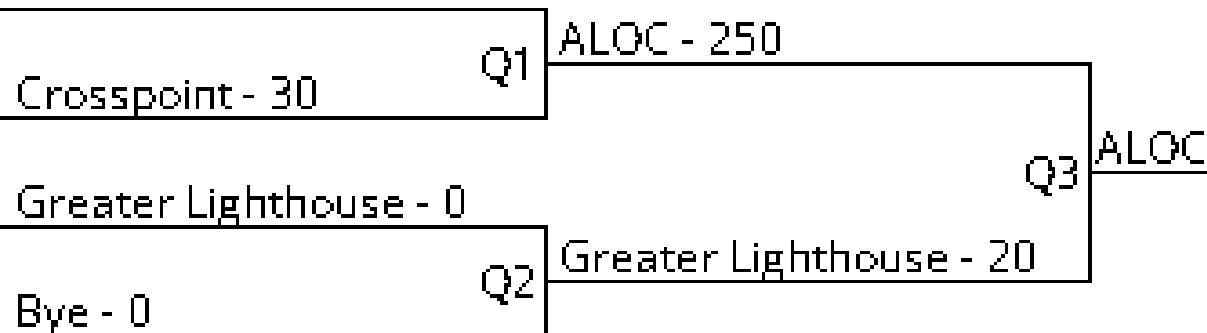 ALOC - 250
Q1
Crosspoint - 30
ALOC
Q3
Greater Lighthouse - 0
Greater Lighthouse - 20
Q2
Bye - 0